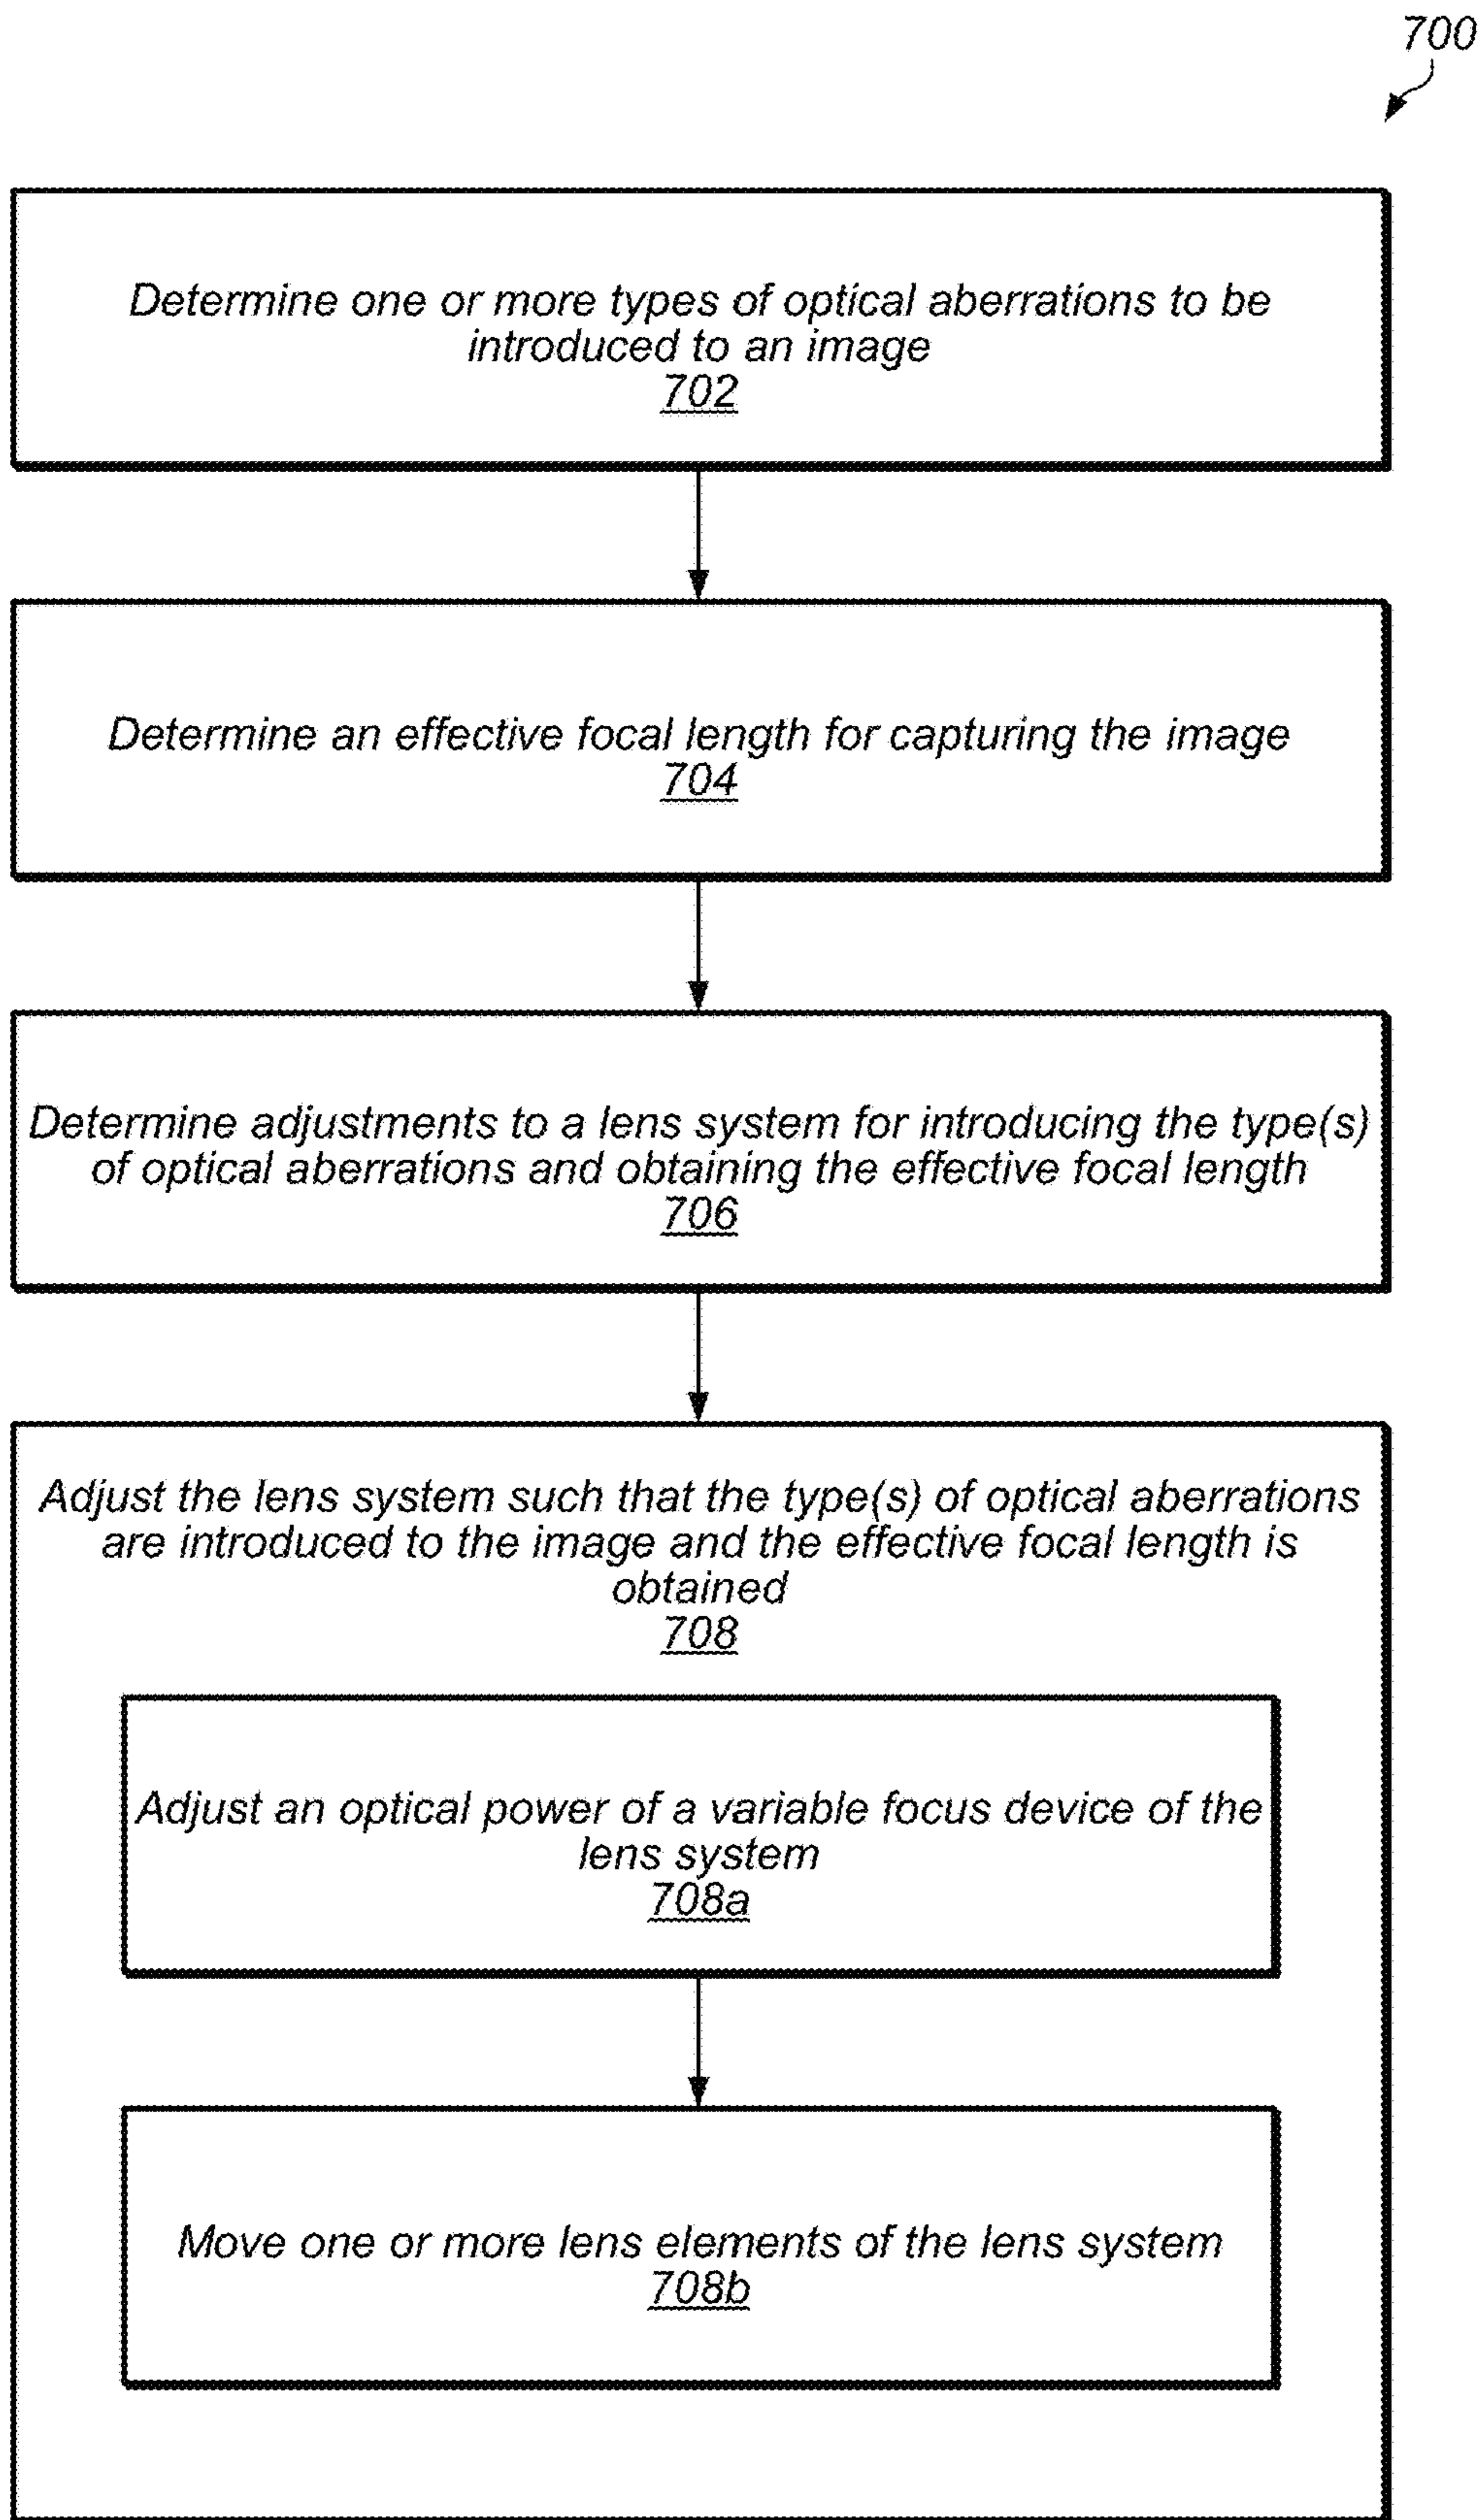 700
Determine one or more types of optical aberrations to be
introduced to an image
702
Determine an effective focal length for capturing the image
704
Determine adjustments to a lens system for introducing the type(s)
of optical aberrations and obtaining the effective focal length
706
Adjust the lens system such that the type(s) of optical aberrations
are introduced to the image and the effective focal length is
obtained
708
Adjust an optical power of a variable focus device of the
lens system
708a
Move one or more lens elements of the lens system
708b